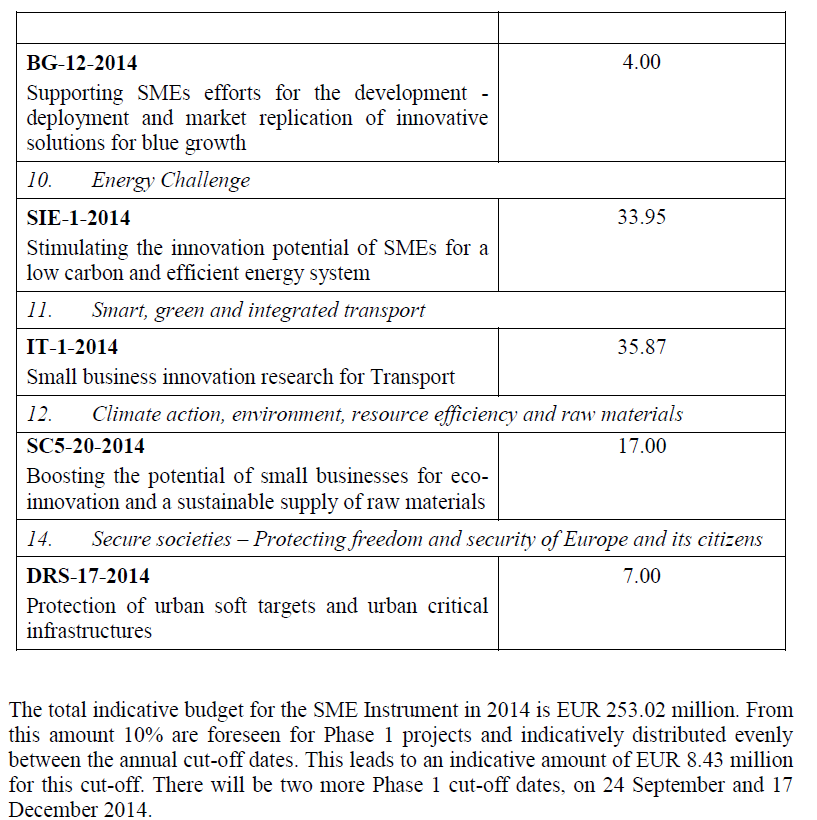 BG-12-2014
4.00
Supporting SMEs efforts for the development -
deployment and market replication of innovative
solutions for blue growth
10. Energy Challenge
SIE-1-2014
33.95
Stimulating the innovation potential of SMEs for a
low carbon and efficient energy system
11. Smart, green and integrated transport
IT-1-2014
35.87
Small business innovation research for Transport
12. Climate action, environment, resource efficiency and raw materials
SC5-20-2014
17.00
Boosting the potential of small businesses for eco-
innovation and a sustainable supply of raw materials
14. Secure societies – Protecting freedom and security of Europe and its citizens
DRS-17-2014
7.00
Protection of urban soft targets and urban critical
infrastructures
The total indicative budget for the SME Instrument in 2014 is EUR 253.02 million. From
this amount 10% are foreseen for Phase 1 projects and indicatively distributed evenly
between the annual cut-off dates. This leads to an indicative amount of EUR 8.43 million
for this cut-off. There will be two more Phase 1 cut-off dates, on 24 September and 17
December 2014.